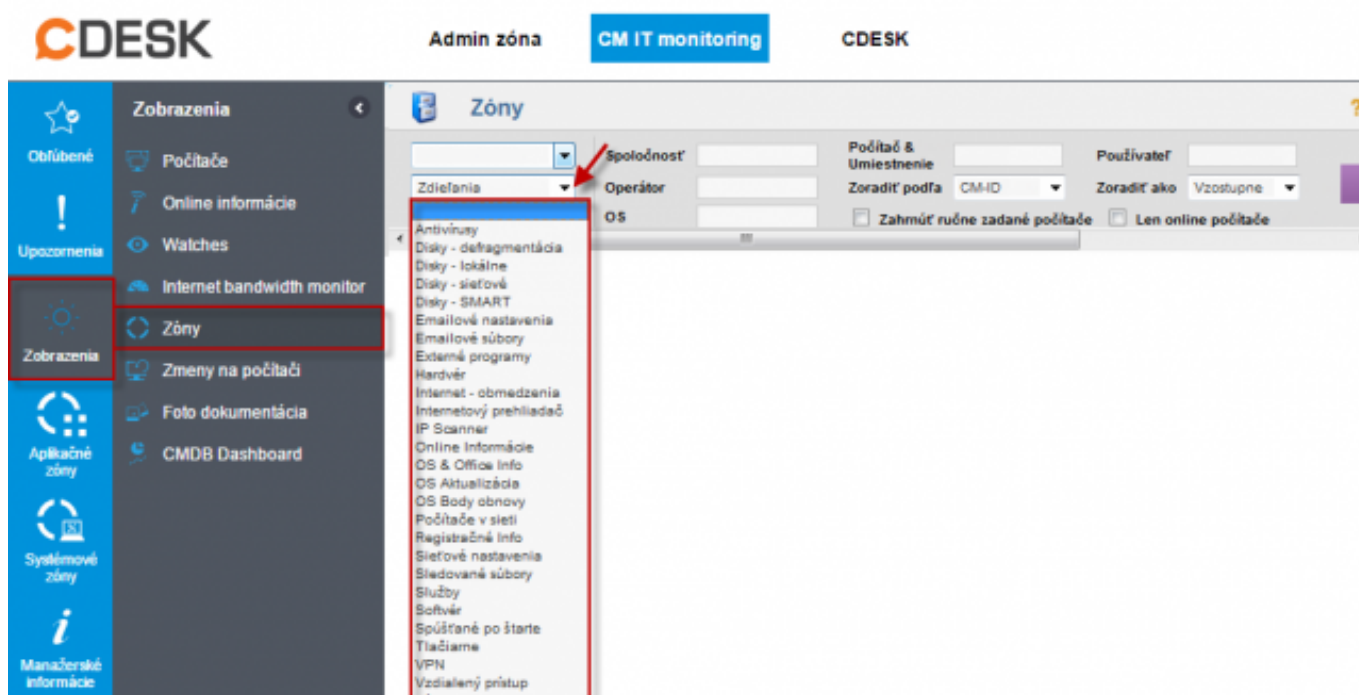 CDESK
Admin zóna
CM IT monitoring
CDESK
Obľúbené
Upozornenia
Zobrazenia
Aplikačné
zóny
Systémové
zóny
Manažerské
informácie
Zobrazenia
Počítače
Online informácie
Watches
Internet bandwidth monitor
Zóny
Zmeny na počítači
Foto dokumentácia
CMDB Dashboard
Zóny
?
Spoločnosť
Počítač &
Umiestnenie
Používateľ
Zdieľania
Operátor
Zoradiť podľa
CM-ID
Zoradiť ako
Vzostupne
OS
Zahrnúť ručne zadané počítače
Len online počítače
Antivírusy
Disky - defragmentácia
Disky - lokálne
Disky - sieťové
Disky - SMART
Emailové nastavenia
Emailové súbory
Externé programy
Hardvér
Internet - obmedzenia
Internetový prehliadač
IP Scanner
Online Informácie
OS & Office Info
OS Aktualizácia
OS Body obnovy
Počítače v sieti
Registračné Info
Sieťové nastavenia
Sledované súbory
Služby
Softvér
Spúšťané po štarte
Tlačiarne
VPN
Vzdialený prístup